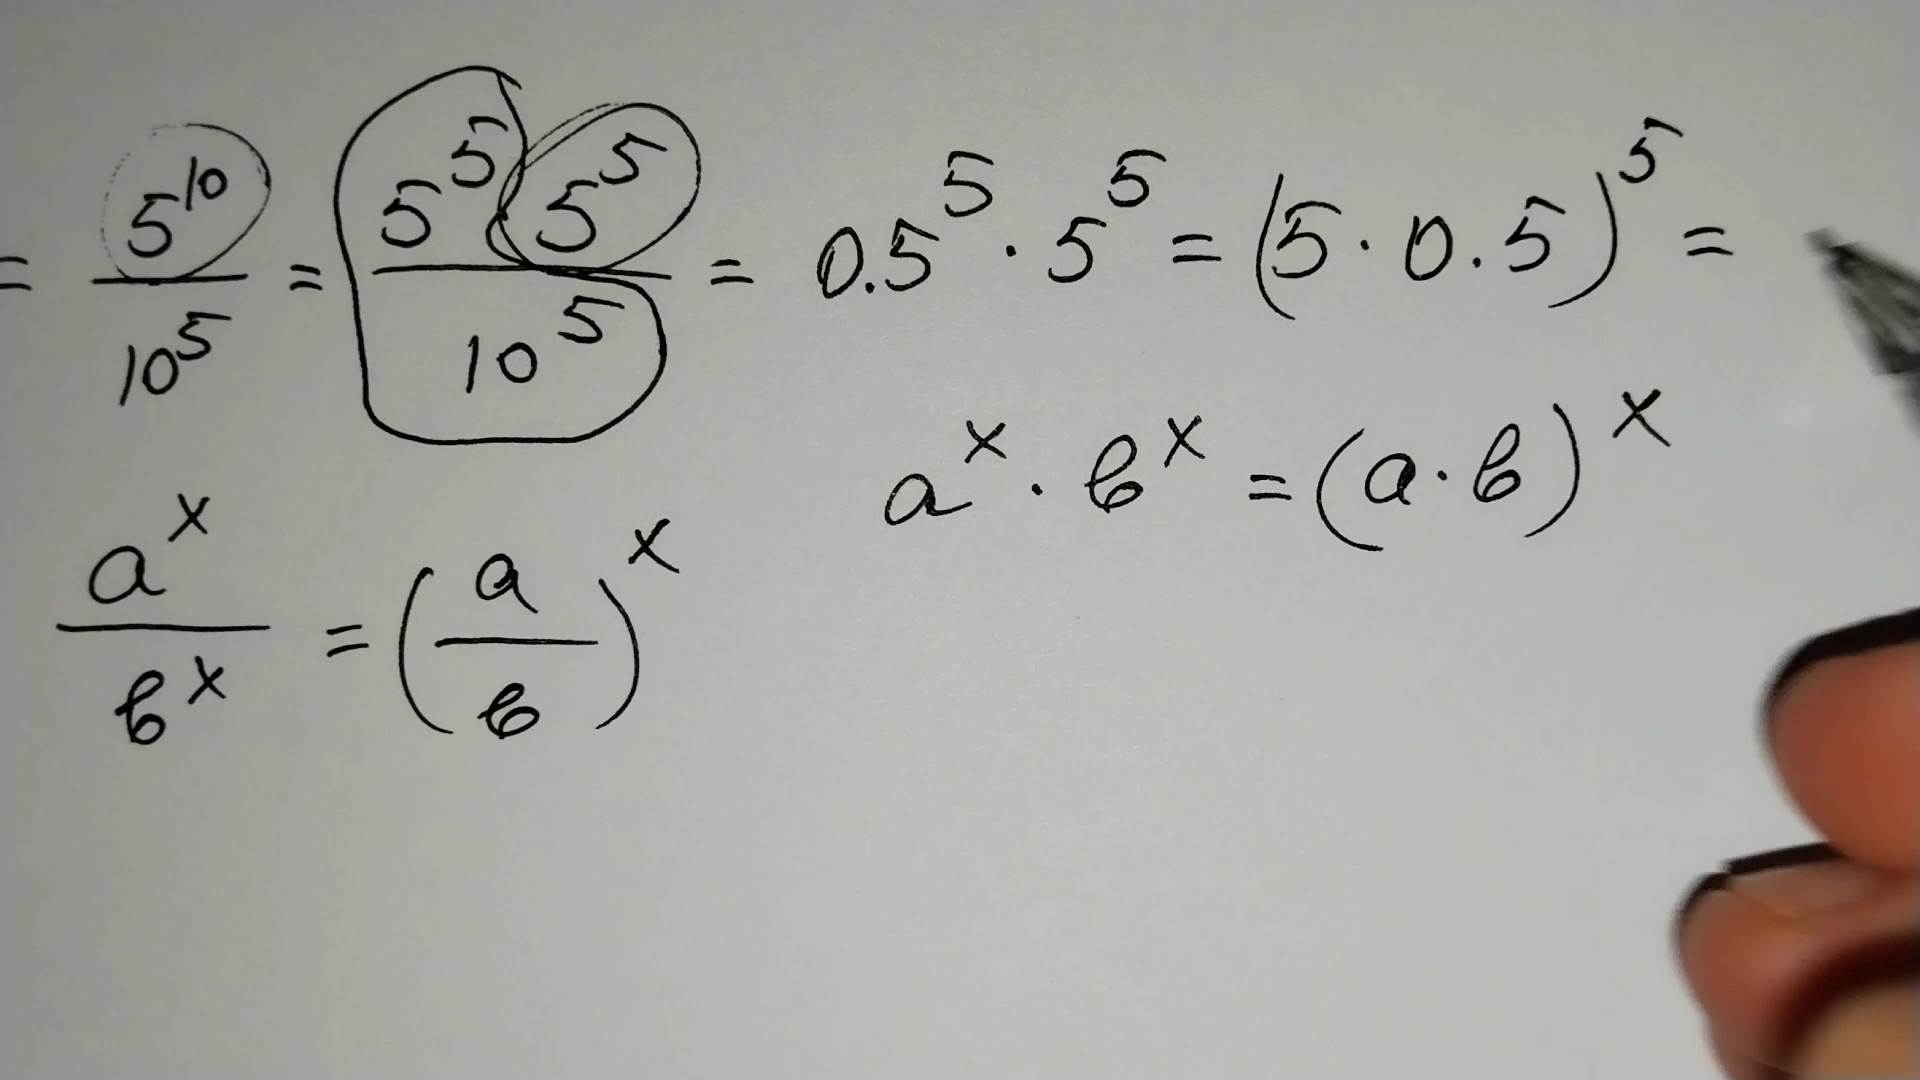 = 5^10 / 10^5 = 5^5 5^5 / 10^5 = 0.5^5 · 5^5 = (5 · 0.5)^5 =
a^x · b^x = (a · b)^x
a^x / b^x = (a / b)^x